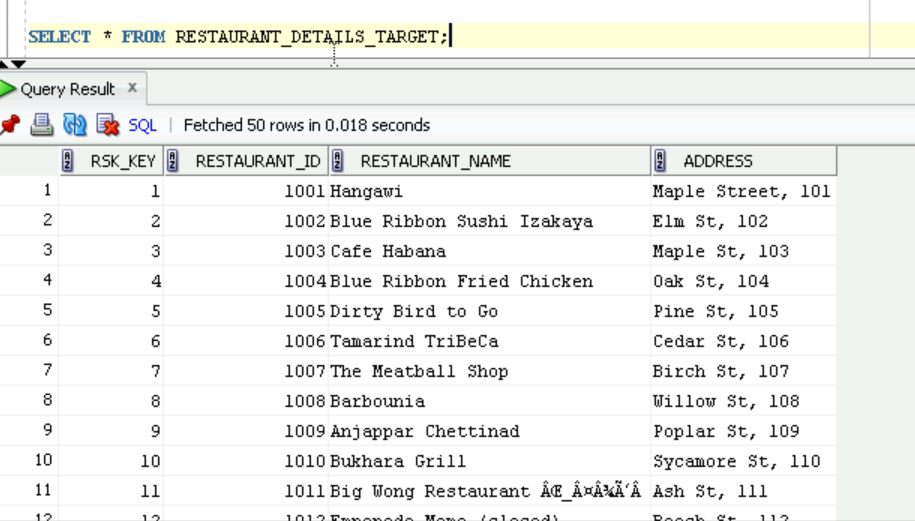 SELECT * FROM RESTAURANT_DETAILS_TARGET;
Query Result x
SQL | Fetched 50 rows in 0.018 seconds
RSK_KEY RESTAURANT_ID RESTAURANT_NAME ADDRESS
1 1 1001 Hangawi Maple Street, 101
2 2 1002 Blue Ribbon Sushi Izakaya Elm St, 102
3 3 1003 Cafe Habana Maple St, 103
4 4 1004 Blue Ribbon Fried Chicken Oak St, 104
5 5 1005 Dirty Bird to Go Pine St, 105
6 6 1006 Tamarind TriBeCa Cedar St, 106
7 7 1007 The Meatball Shop Birch St, 107
8 8 1008 Barbounia Willow St, 108
9 9 1009 Anjappar Chettinad Poplar St, 109
10 10 1010 Bukhara Grill Sycamore St, 110
11 11 1011 Big Wong Restaurant Ash St, 111
12 12 1012 Empanada Mama (closed) Beech St, 112